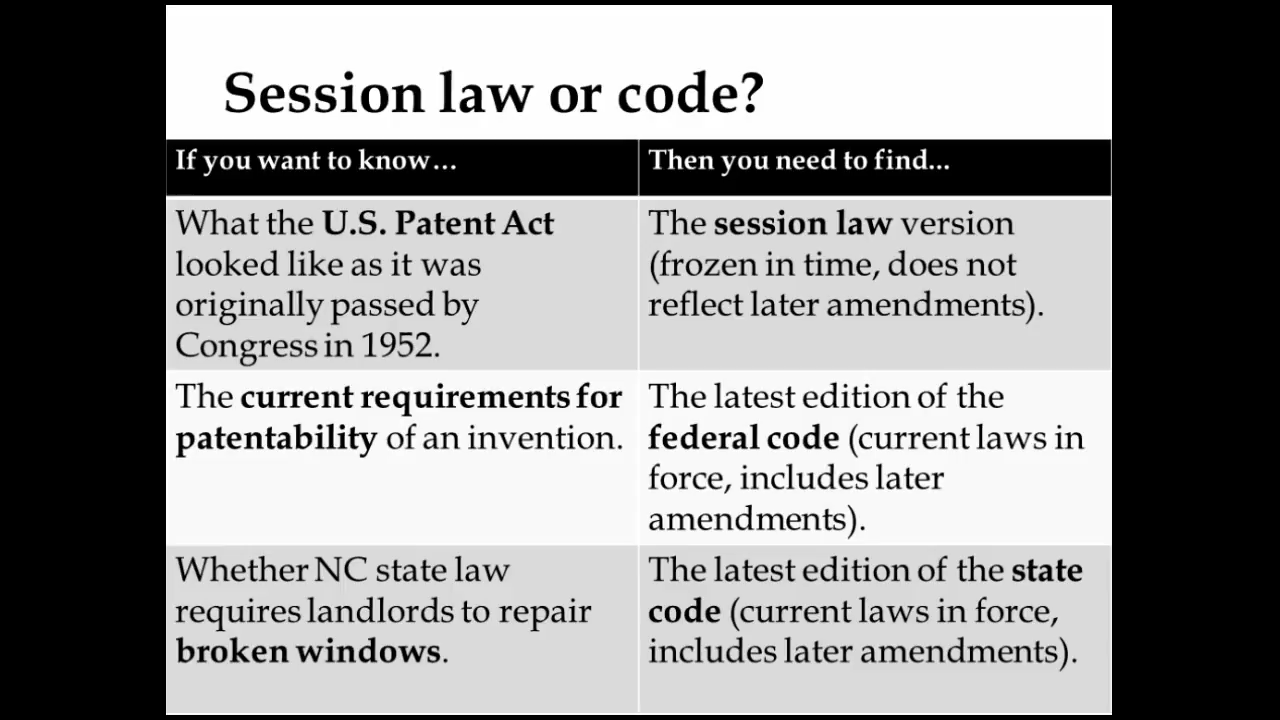 Session law or code?
If you want to know…
Then you need to find...
What the U.S. Patent Act
looked like as it was
originally passed by
Congress in 1952.
The session law version
(frozen in time, does not
reflect later amendments).
The current requirements for
patentability of an invention.
The latest edition of the
federal code (current laws in
force, includes later
amendments).
Whether NC state law
requires landlords to repair
broken windows.
The latest edition of the state
code (current laws in force,
includes later amendments).